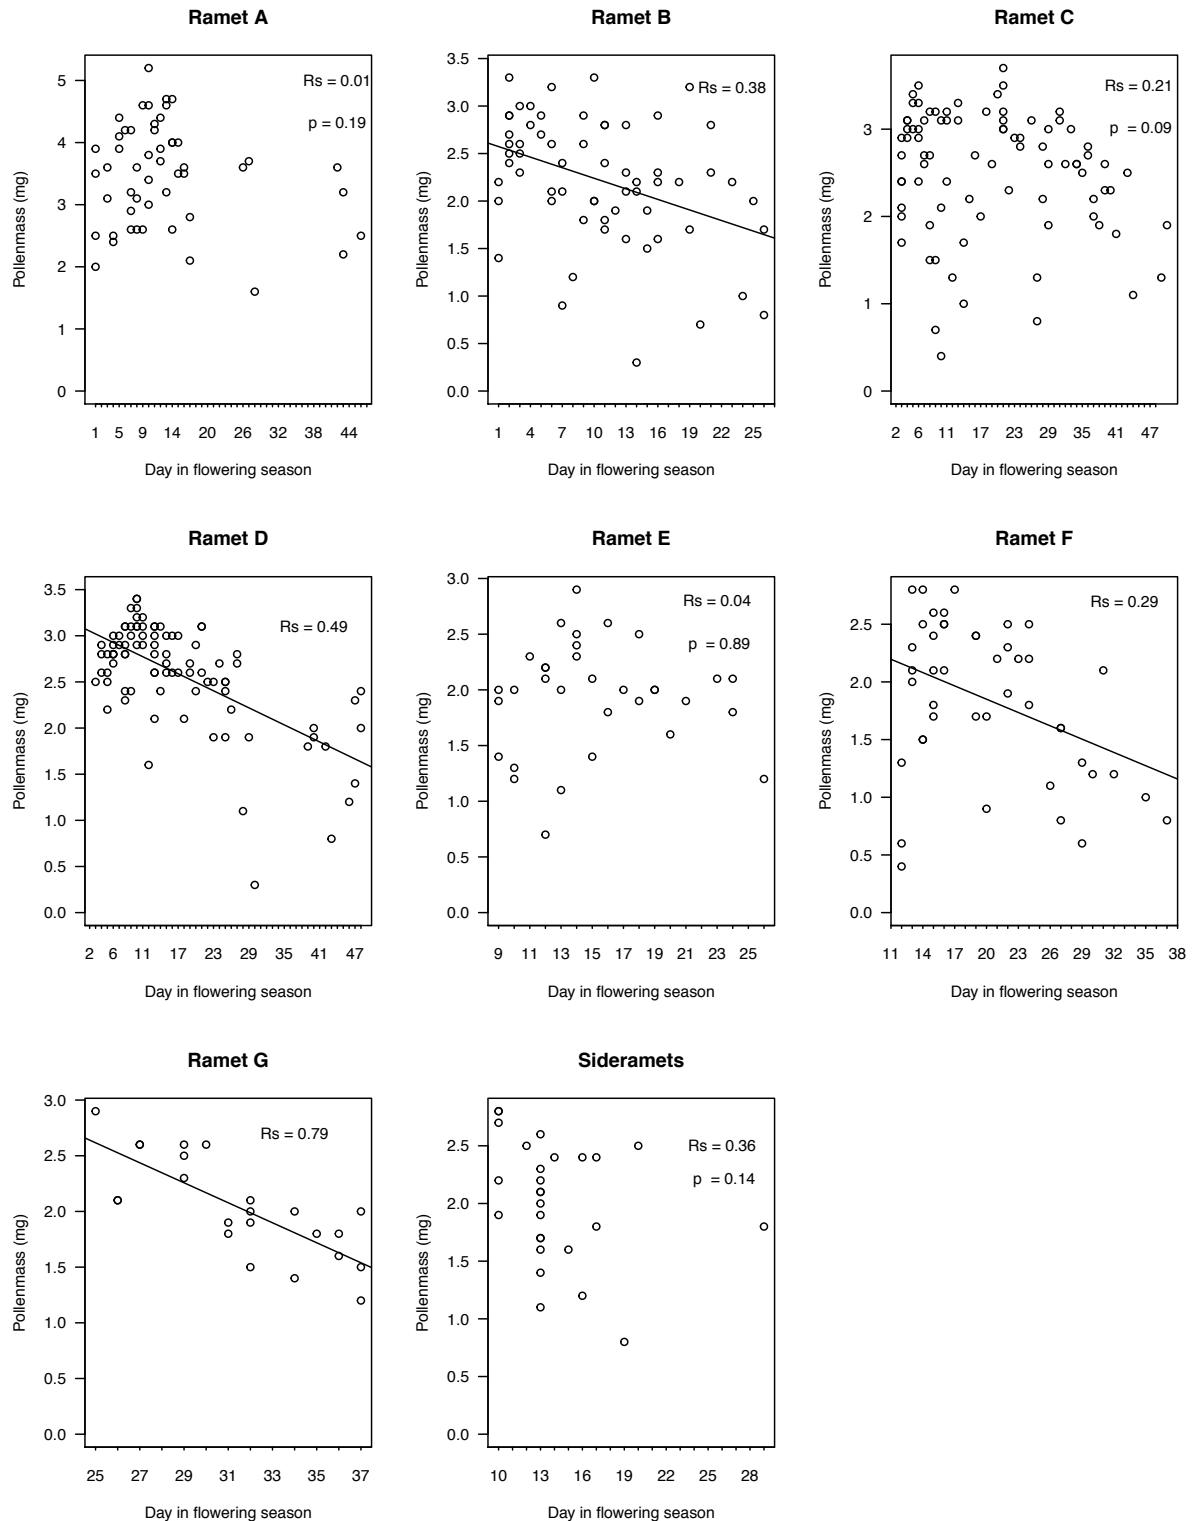 Ramet A
Pollenmass (mg)
5
4
3
2
1
0
Rs = 0.01
p = 0.19
1 5 9 14 20 26 32 38 44
Day in flowering season
Ramet B
Pollenmass (mg)
3.5
3.0
2.5
2.0
1.5
1.0
0.5
0.0
Rs = 0.38
1 4 7 10 13 16 19 22 25
Day in flowering season
Ramet C
Pollenmass (mg)
3
2
1
0
Rs = 0.21
p = 0.09
2 6 11 17 23 29 35 41 47
Day in flowering season
Ramet D
Pollenmass (mg)
3.5
3.0
2.5
2.0
1.5
1.0
0.5
0.0
Rs = 0.49
2 6 11 17 23 29 35 41 47
Day in flowering season
Ramet E
Pollenmass (mg)
3.0
2.5
2.0
1.5
1.0
0.5
0.0
Rs = 0.04
p = 0.89
9 11 13 15 17 19 21 23 25
Day in flowering season
Ramet F
Pollenmass (mg)
2.5
2.0
1.5
1.0
0.5
0.0
Rs = 0.29
11 14 17 20 23 26 29 32 35 38
Day in flowering season
Ramet G
Pollenmass (mg)
3.0
2.5
2.0
1.5
1.0
0.5
0.0
Rs = 0.79
25 27 29 31 33 35 37
Day in flowering season
Sideramets
Pollenmass (mg)
2.5
2.0
1.5
1.0
0.5
0.0
Rs = 0.36
p = 0.14
10 13 16 19 22 25 28
Day in flowering season